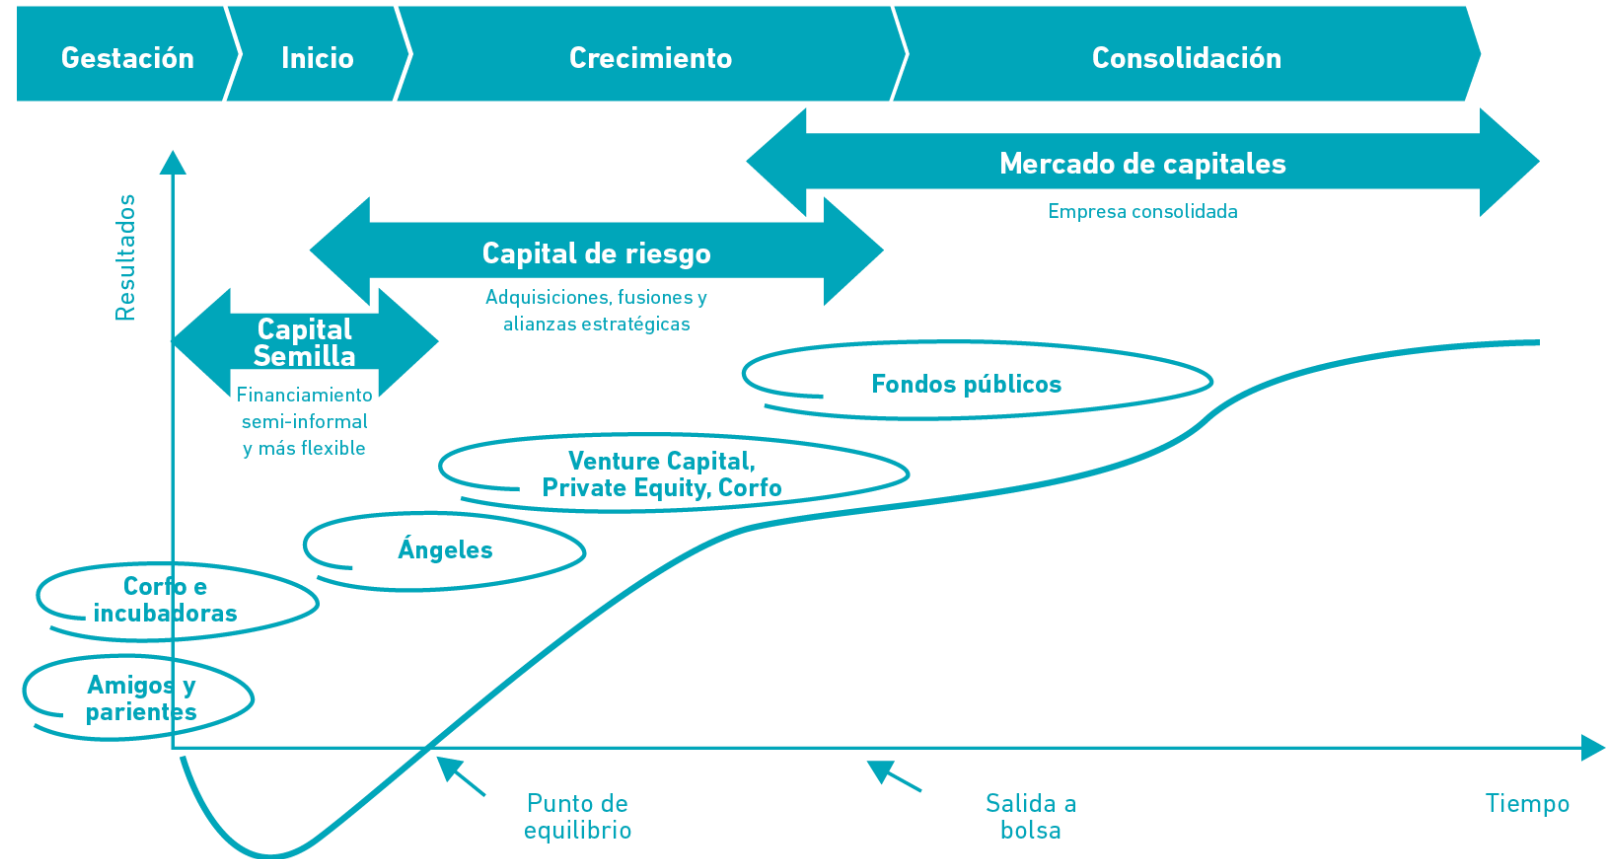 Gestación
Inicio
Crecimiento
Consolidación
Mercado de capitales
Empresa consolidada
Resultados
Capital de riesgo
Adquisiciones, fusiones y
alianzas estratégicas
Capital
Semilla
Financiamiento
semi-informal
y más flexible
Fondos públicos
Venture Capital,
Private Equity, Corfo
Ángeles
Corfo e
incubadoras
Amigos y
parientes
Punto de
equilibrio
Salida a
bolsa
Tiempo